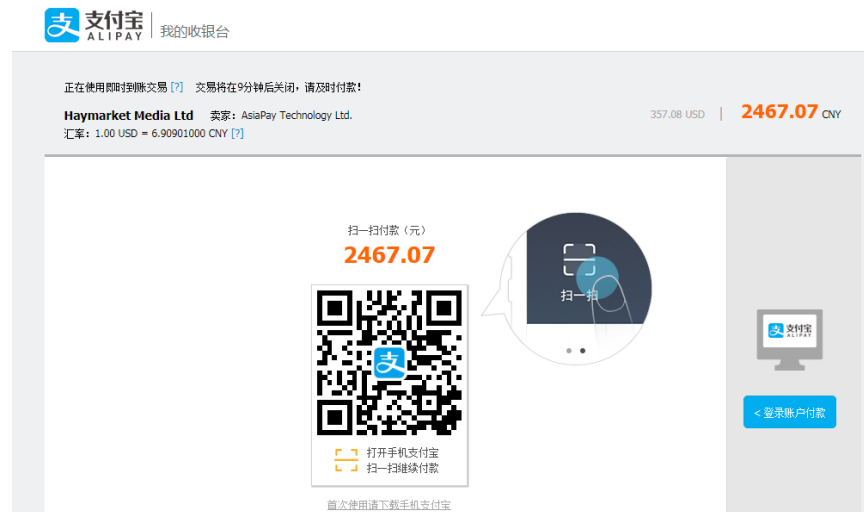 支 支付宝 ALIPAY 我的收银台
正在使用即时到账交易 [?] 交易将在9分钟后关闭，请及时付款！
Haymarket Media Ltd 卖家：AsiaPay Technology Ltd.
357.08 USD | 2467.07 CNY
汇率：1.00 USD = 6.90901000 CNY [?]
扫一扫付款（元）
2467.07
扫一扫
支
支 支付宝 ALIPAY
< 登录账户付款
打开手机支付宝
扫一扫继续付款
首次使用请下载手机支付宝